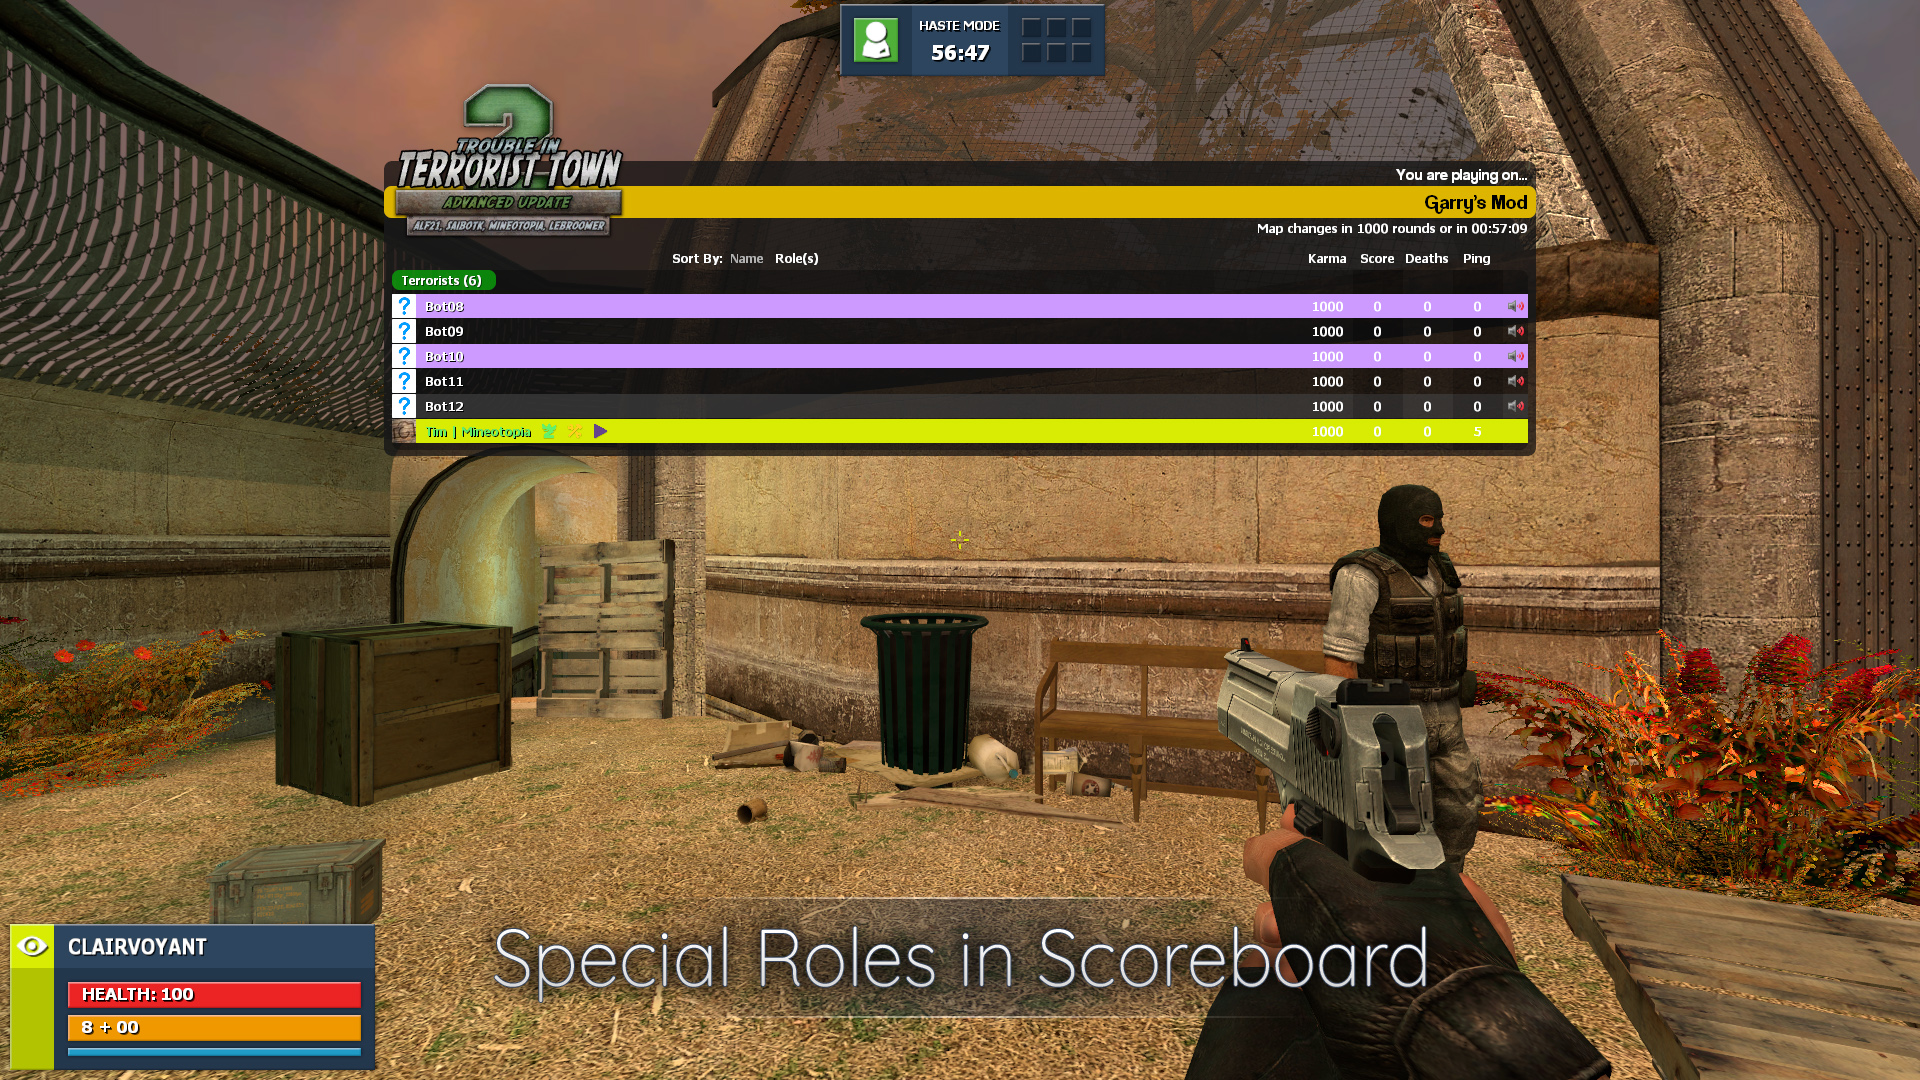 HASTE MODE
56:47
2
TROUBLE IN
TERRORIST TOWN
ADVANCED UPDATE
ALF21, SAIBOTK, MINEOTOPIA, LEBROOMER
You are playing on...
Garry's Mod
Map changes in 1000 rounds or in 00:57:09
Sort By: Name Role(s) Karma Score Deaths Ping
Terrorists (6)
? Bot08 1000 0 0 0
? Bot09 1000 0 0 0
? Bot10 1000 0 0 0
? Bot11 1000 0 0 0
? Bot12 1000 0 0 0
Tim | Mineotopia 1000 0 0 5
CLAIRVOYANT
HEALTH: 100
8 + 00
Special Roles in Scoreboard